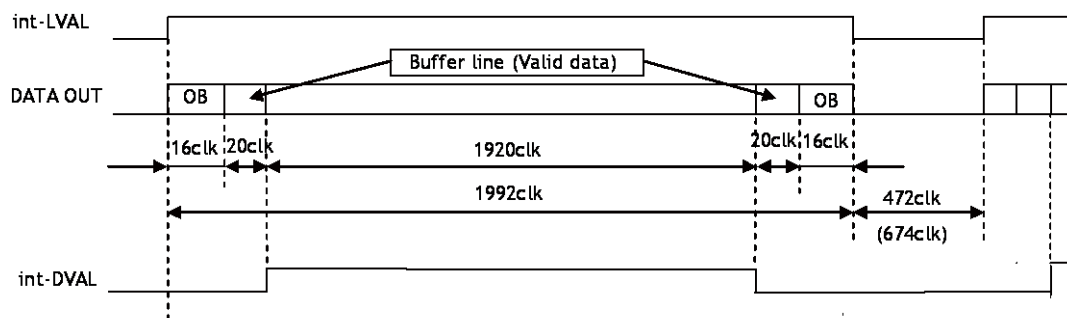 int-LVAL
Buffer line (Valid data)
DATA OUT
OB
OB
16clk
20clk
1920clk
20clk
16clk
1992clk
472clk
(674clk)
int-DVAL